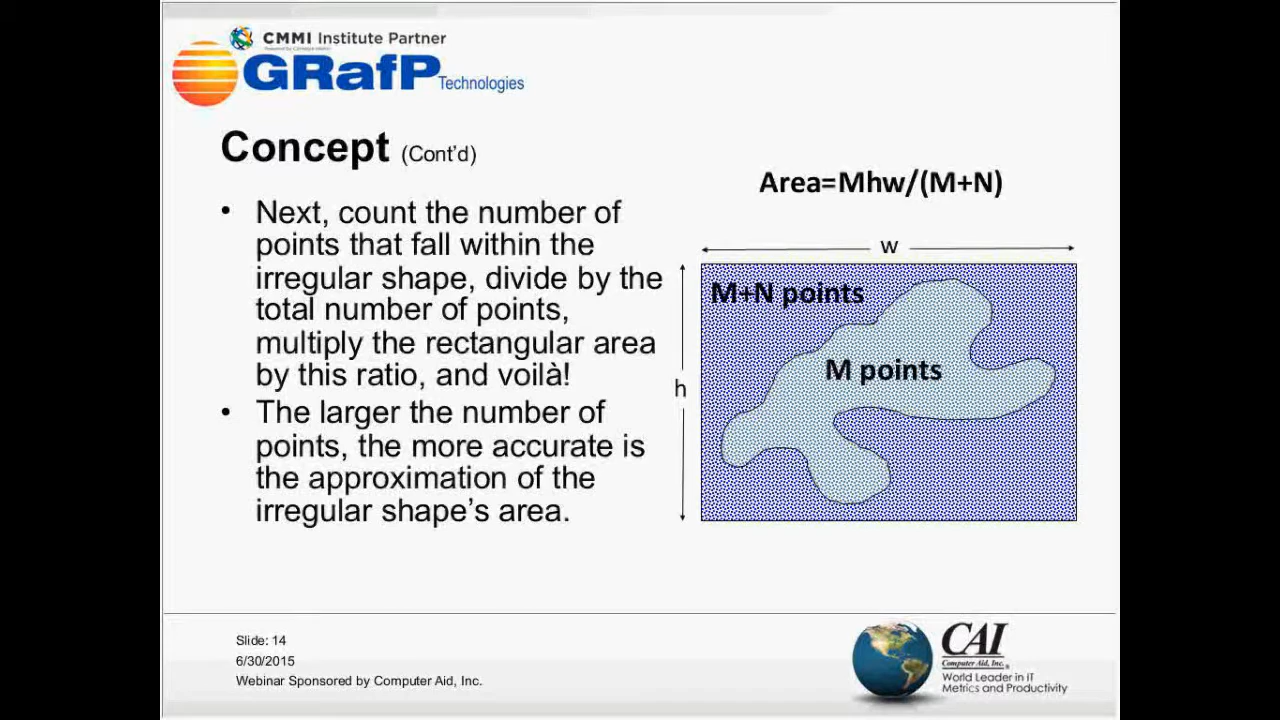 CMMI Institute Partner
GRafP Technologies
Concept (Cont'd)
Area=Mhw/(M+N)
• Next, count the number of
points that fall within the
irregular shape, divide by the
total number of points,
multiply the rectangular area
by this ratio, and voilà!
• The larger the number of
points, the more accurate is
the approximation of the
irregular shape's area.
w
M+N points
M points
h
Slide: 14
6/30/2015
Webinar Sponsored by Computer Aid, Inc.
CAI
Computer Aid, Inc.
World Leader in IT
Metrics and Productivity